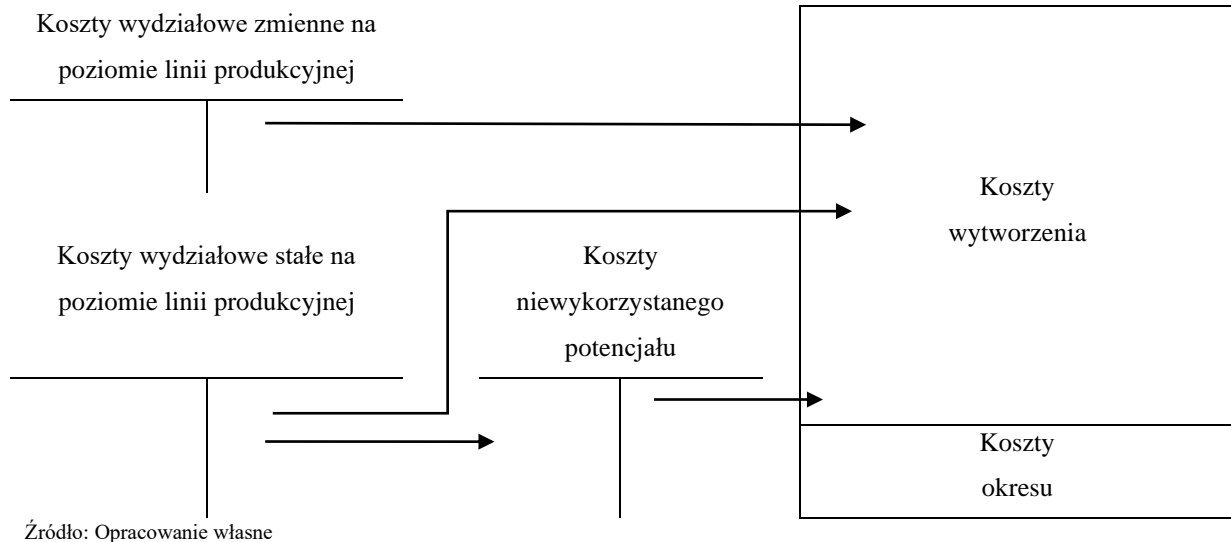 Koszty wydziałowe zmienne na
poziomie linii produkcyjnej
Koszty
wytworzenia
Koszty wydziałowe stałe na
poziomie linii produkcyjnej
Koszty
niewykorzystanego
potencjału
Koszty
okresu
Źródło: Opracowanie własne